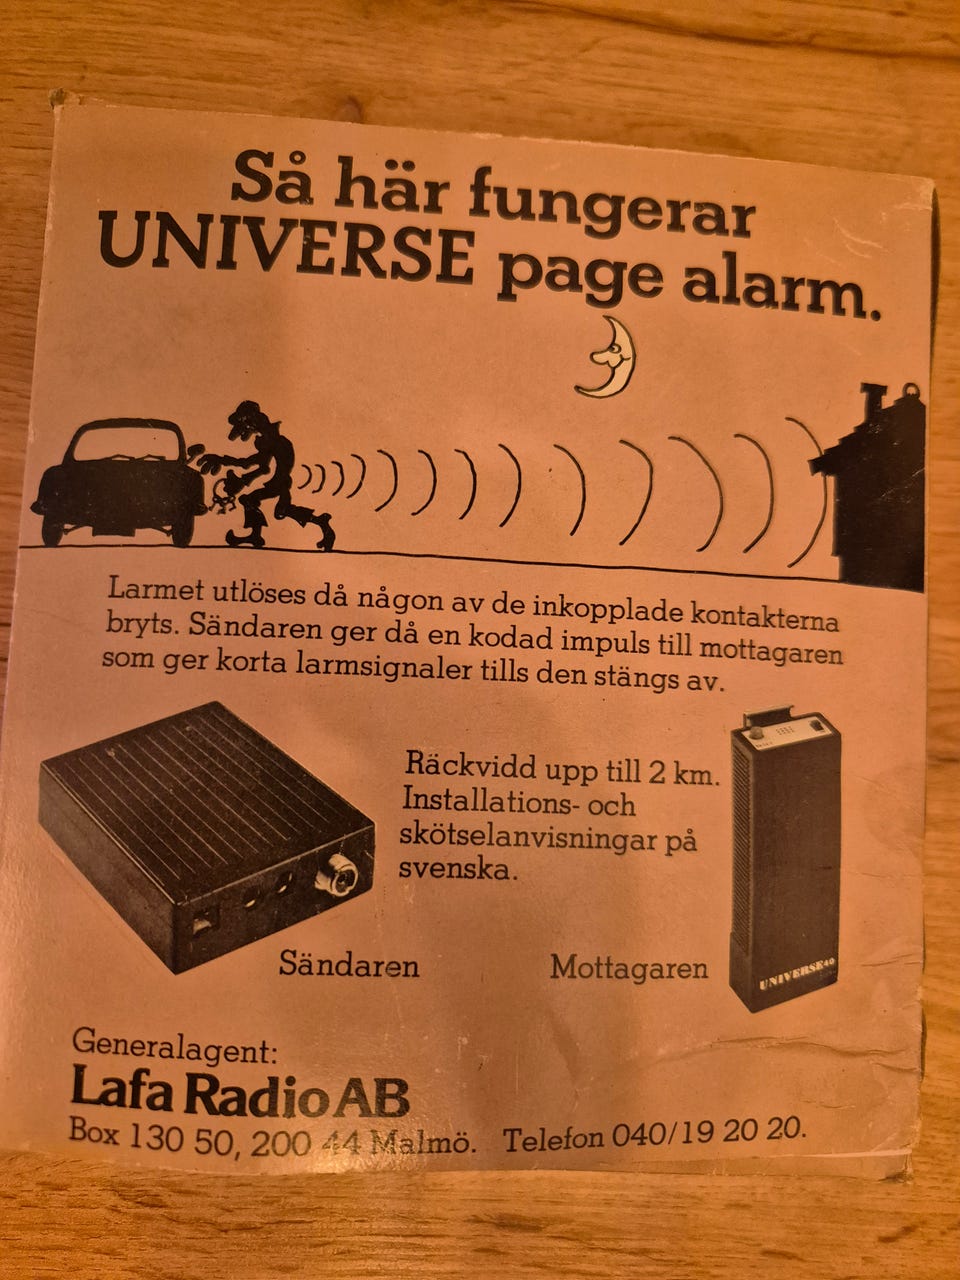 Så här fungerar
UNIVERSE page alarm.
Larmet utlöses då någon av de inkopplade kontakterna
bryts. Sändaren ger då en kodad impuls till mottagaren
som ger korta larmsignaler tills den stängs av.
Räckvidd upp till 2 km.
Installations- och
skötselanvisningar på
svenska.
Sändaren
Mottagaren
UNIVERSE40
Generalagent:
Lafa Radio AB
Box 130 50, 200 44 Malmö. Telefon 040/19 20 20.